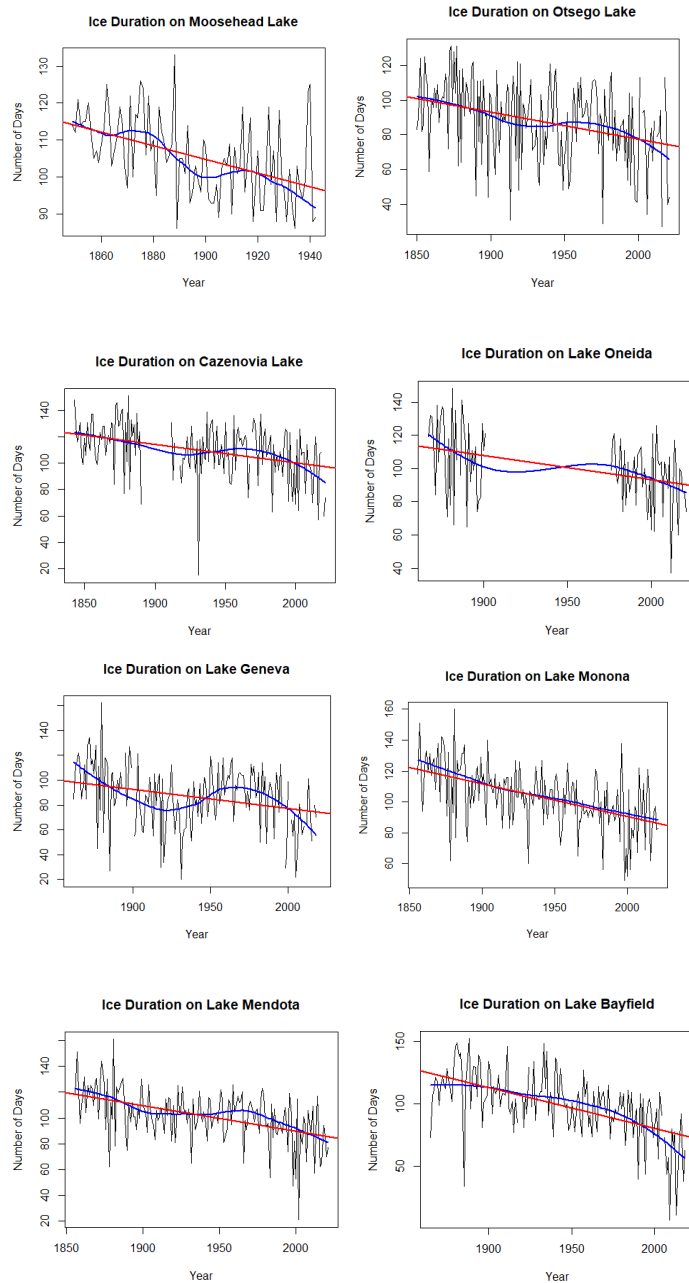 Ice Duration on Moosehead Lake
Number of Days
90 100 110 120 130
1860 1880 1900 1920 1940
Year
Ice Duration on Otsego Lake
Number of Days
40 60 80 100 120
1850 1900 1950 2000
Year
Ice Duration on Cazenovia Lake
Number of Days
20 40 60 80 100 120 140
1850 1900 1950 2000
Year
Ice Duration on Lake Oneida
Number of Days
40 60 80 100 120 140
1900 1950 2000
Year
Ice Duration on Lake Geneva
Number of Days
20 40 60 80 100 140
1900 1950 2000
Year
Ice Duration on Lake Monona
Number of Days
60 80 100 120 140 160
1850 1900 1950 2000
Year
Ice Duration on Lake Mendota
Number of Days
20 40 60 80 100 140
1850 1900 1950 2000
Year
Ice Duration on Lake Bayfield
Number of Days
50 100 150
1900 1950 2000
Year